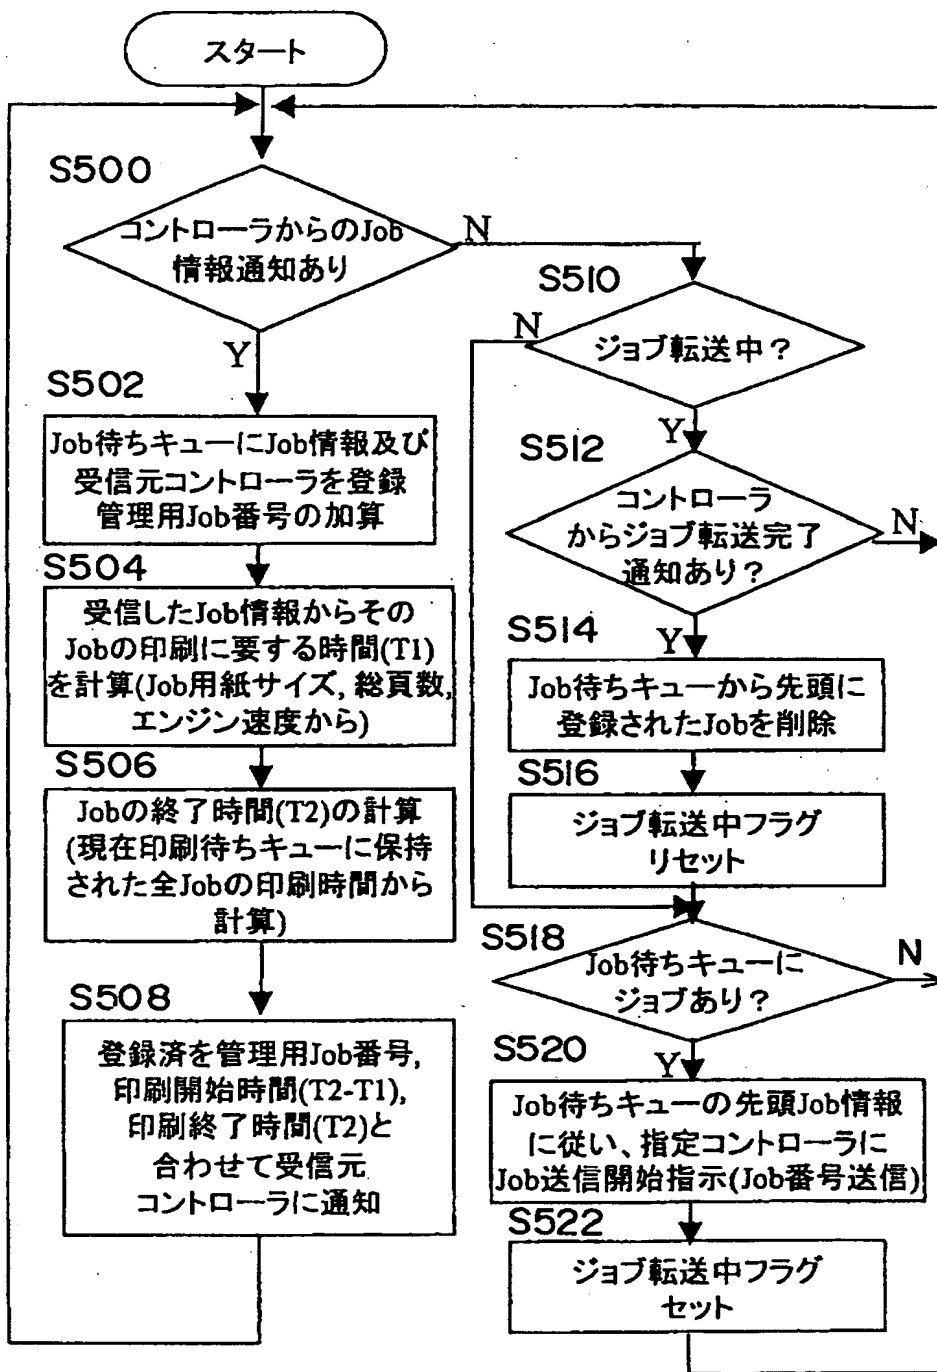 スタート
S500
コントローラからのJob
情報通知あり
N
Y
S502
Job待ちキューにJob情報及び
受信元コントローラを登録
管理用Job番号の加算
S504
受信したJob情報からその
Jobの印刷に要する時間(T1)
を計算(Job用紙サイズ, 総頁数,
エンジン速度から)
S506
Jobの終了時間(T2)の計算
(現在印刷待ちキューに保持
された全Jobの印刷時間から
計算)
S508
登録済を管理用Job番号,
印刷開始時間(T2-T1),
印刷終了時間(T2)と
合わせて受信元
コントローラに通知
S510
N
ジョブ転送中？
Y
S512
コントローラ
からジョブ転送完了
通知あり？
N
S514
Y
Job待ちキューから先頭に
登録されたJobを削除
S516
ジョブ転送中フラグ
リセット
S518
Job待ちキューに
ジョブあり？
N
S520
Y
Job待ちキューの先頭Job情報
に従い、指定コントローラに
Job送信開始指示(Job番号送信)
S522
ジョブ転送中フラグ
セット